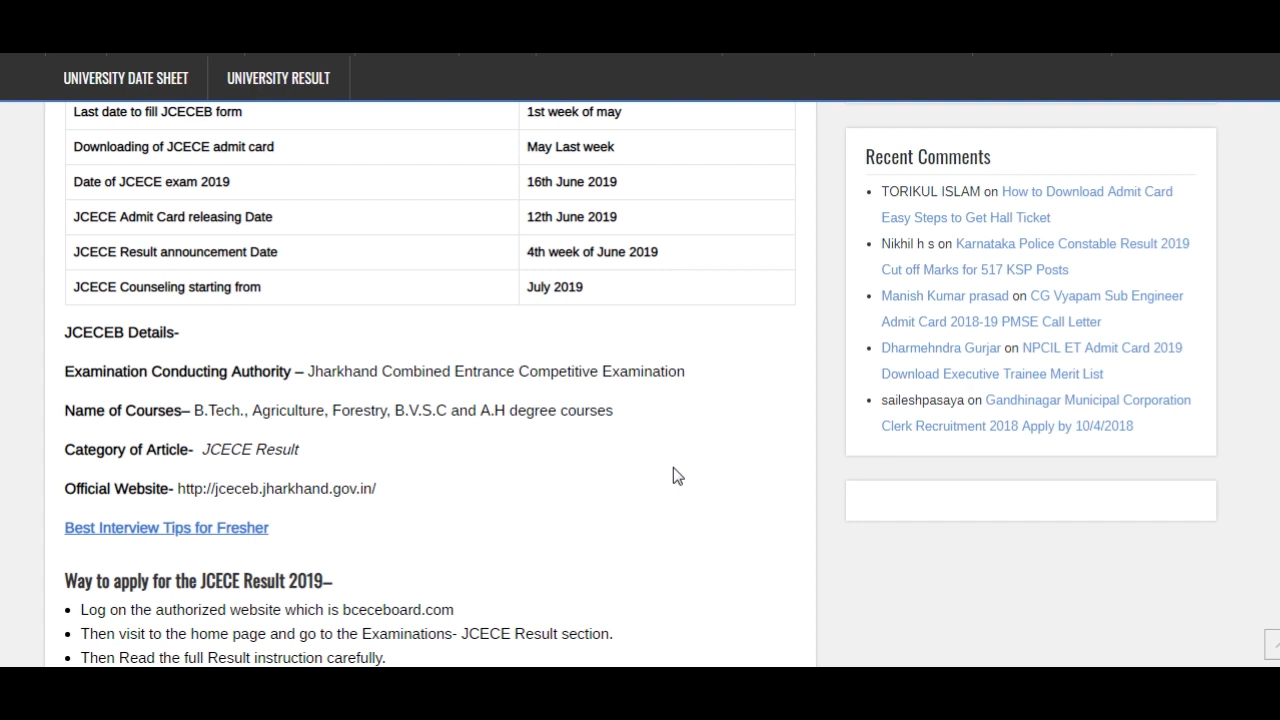 UNIVERSITY DATE SHEET UNIVERSITY RESULT
Last date to fill JCECEB form 1st week of may
Downloading of JCECE admit card May Last week
Date of JCECE exam 2019 16th June 2019
JCECE Admit Card releasing Date 12th June 2019
JCECE Result announcement Date 4th week of June 2019
JCECE Counseling starting from July 2019
JCECEB Details-
Examination Conducting Authority – Jharkhand Combined Entrance Competitive Examination
Name of Courses– B.Tech., Agriculture, Forestry, B.V.S.C and A.H degree courses
Category of Article- JCECE Result
Official Website- http://jceceb.jharkhand.gov.in/
Best Interview Tips for Fresher
Way to apply for the JCECE Result 2019–
• Log on the authorized website which is bceceboard.com
• Then visit to the home page and go to the Examinations- JCECE Result section.
• Then Read the full Result instruction carefully.
Recent Comments
• TORIKUL ISLAM on How to Download Admit Card
Easy Steps to Get Hall Ticket
• Nikhil h s on Karnataka Police Constable Result 2019
Cut off Marks for 517 KSP Posts
• Manish Kumar prasad on CG Vyapam Sub Engineer
Admit Card 2018-19 PMSE Call Letter
• Dharmehndra Gurjar on NPCIL ET Admit Card 2019
Download Executive Trainee Merit List
• saileshpasaya on Gandhinagar Municipal Corporation
Clerk Recruitment 2018 Apply by 10/4/2018